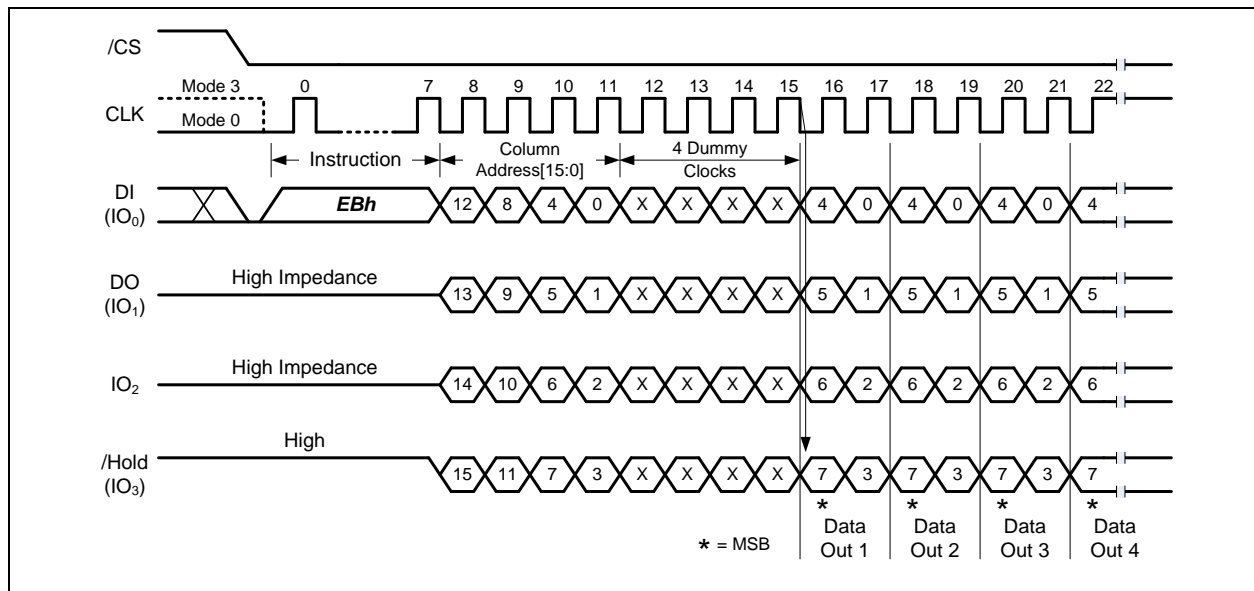 /CS
Mode 3 0 7 8 9 10 11 12 13 14 15 16 17 18 19 20 21 22
CLK
Mode 0
Instruction Column Address[15:0] 4 Dummy Clocks
DI (IO₀) EBh 12 8 4 0 X X X X 4 0 4 0 4 0 4
High Impedance
DO (IO₁) 13 9 5 1 X X X X 5 1 5 1 5 1 5
High Impedance
IO₂ 14 10 6 2 X X X X 6 2 6 2 6 2 6
High
/Hold (IO₃) 15 11 7 3 X X X X 7 3 7 3 7 3 7
* * * *
* = MSB Data Out 1 Data Out 2 Data Out 3 Data Out 4